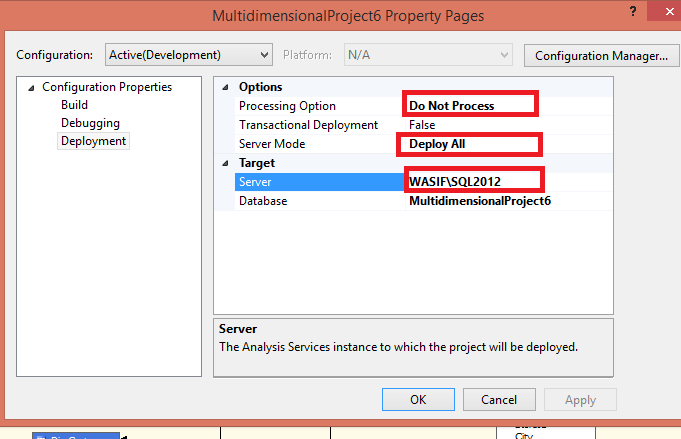 MultidimensionalProject6 Property Pages
? ×
Configuration: Active(Development) Platform: N/A Configuration Manager...
Configuration Properties
Build
Debugging
Deployment
Options
Processing Option Do Not Process
Transactional Deployment False
Server Mode Deploy All
Target
Server WASIF\SQL2012
Database MultidimensionalProject6
Server
The Analysis Services instance to which the project will be deployed.
OK Cancel Apply
City